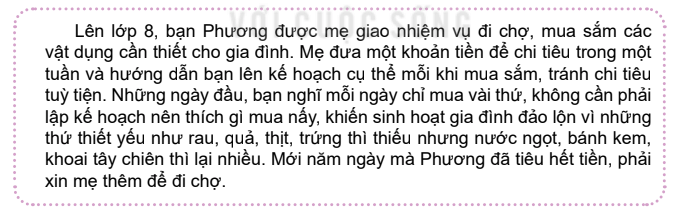 VỚI CUỘC SỐNG
Lên lớp 8, bạn Phương được mẹ giao nhiệm vụ đi chợ, mua sắm các
vật dụng cần thiết cho gia đình. Mẹ đưa một khoản tiền để chi tiêu trong một
tuần và hướng dẫn bạn lên kế hoạch cụ thể mỗi khi mua sắm, tránh chi tiêu
tuỳ tiện. Những ngày đầu, bạn nghĩ mỗi ngày chỉ mua vài thứ, không cần phải
lập kế hoạch nên thích gì mua nấy, khiến sinh hoạt gia đình đảo lộn vì những
thứ thiết yếu như rau, quả, thịt, trứng thì thiếu nhưng nước ngọt, bánh kem,
khoai tây chiên thì lại nhiều. Mới năm ngày mà Phương đã tiêu hết tiền, phải
xin mẹ thêm để đi chợ.